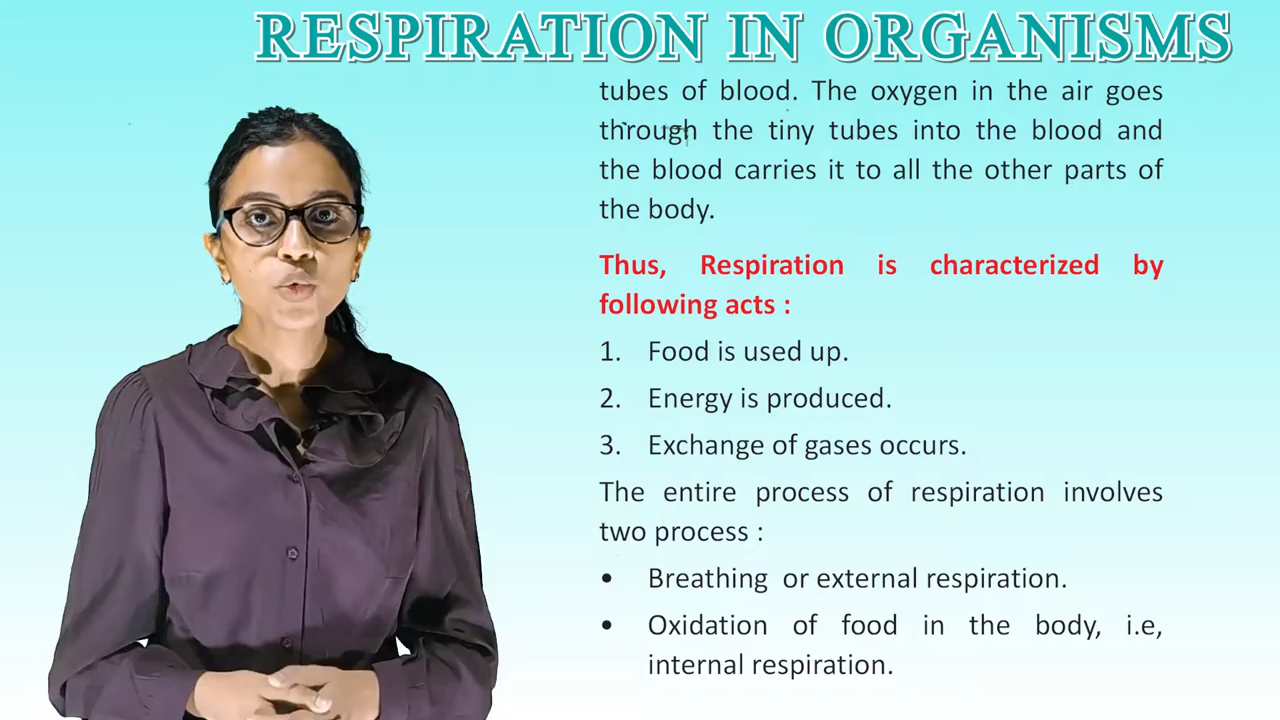 RESPIRATION IN ORGANISMS
tubes of blood. The oxygen in the air goes
through the tiny tubes into the blood and
the blood carries it to all the other parts of
the body.
Thus, Respiration is characterized by
following acts :
1. Food is used up.
2. Energy is produced.
3. Exchange of gases occurs.
The entire process of respiration involves
two process :
• Breathing or external respiration.
• Oxidation of food in the body, i.e,
internal respiration.